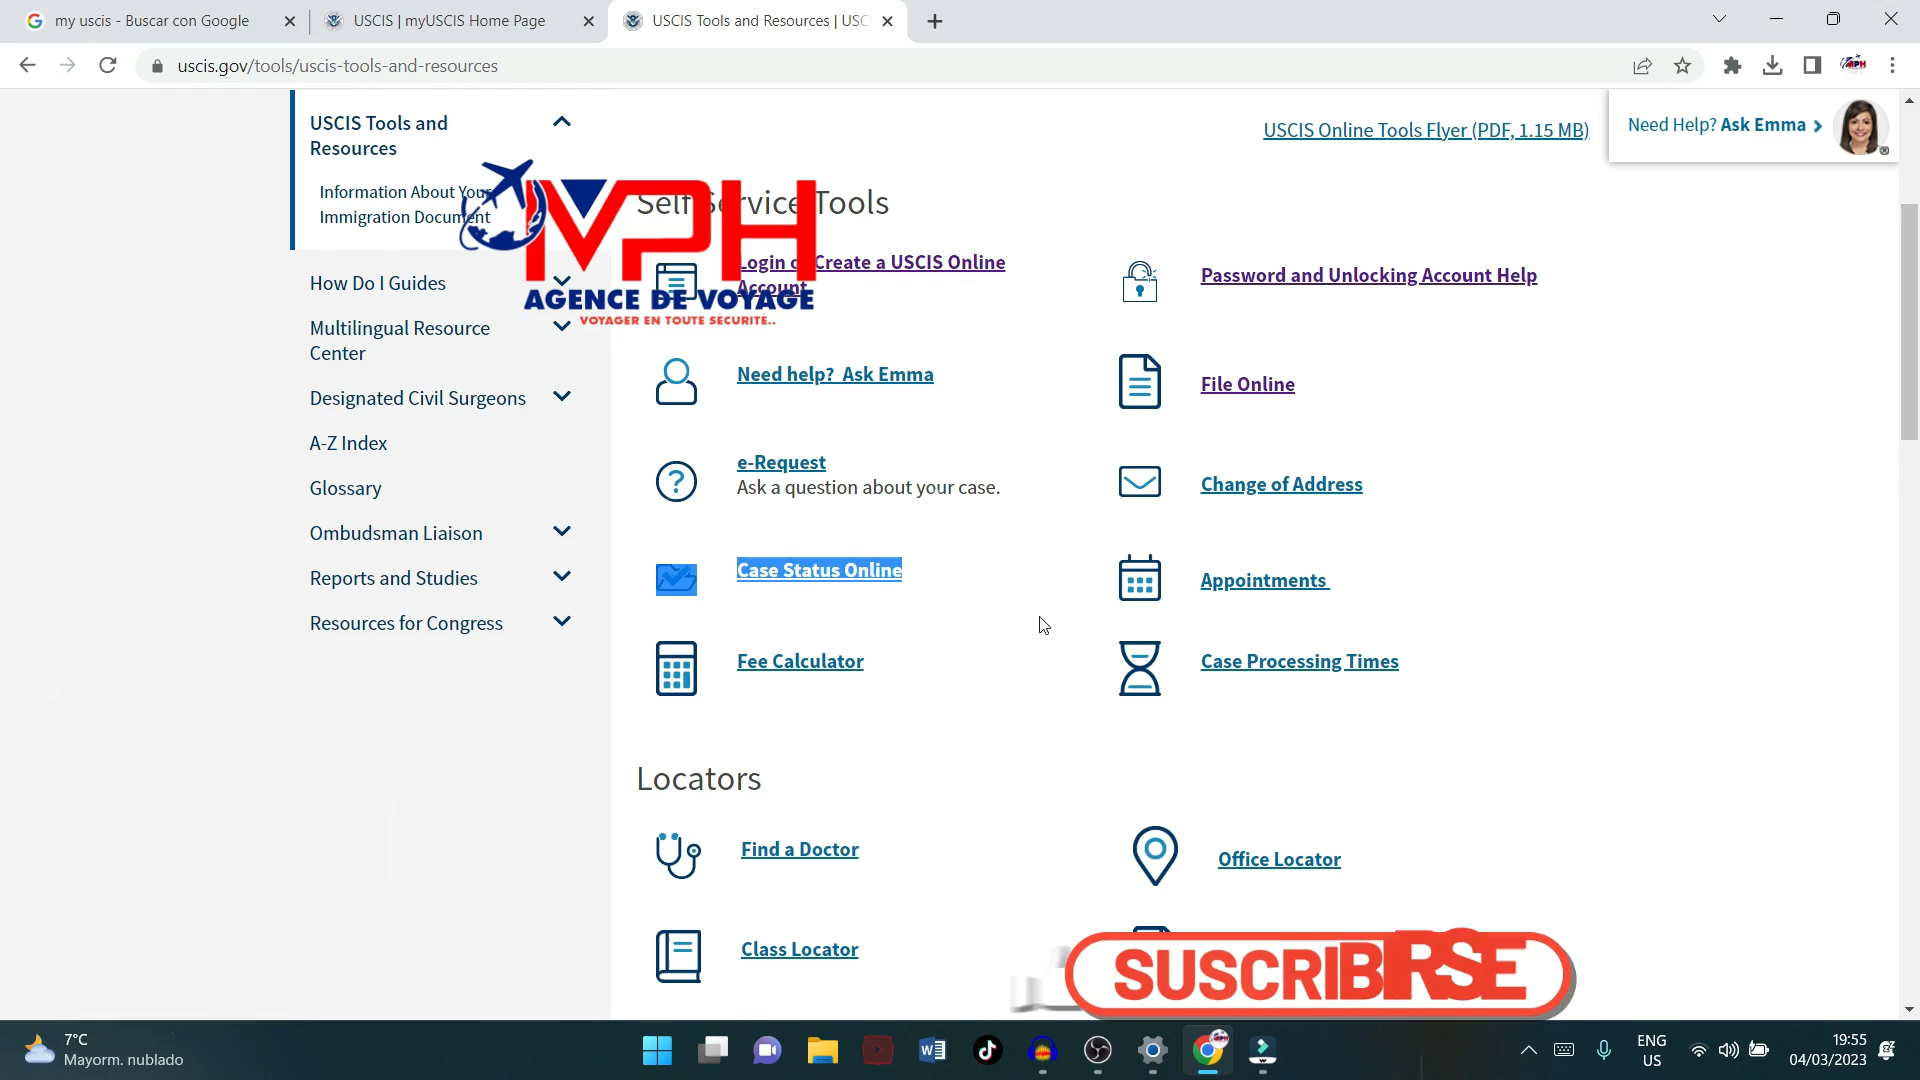 my uscis - Buscar con Google
USCIS | myUSCIS Home Page
USCIS Tools and Resources | USC
uscis.gov/tools/uscis-tools-and-resources
USCIS Tools and
Resources
Information About Your
Immigration Document
How Do I Guides
Multilingual Resource
Center
Designated Civil Surgeons
A-Z Index
Glossary
Ombudsman Liaison
Reports and Studies
Resources for Congress
USCIS Online Tools Flyer (PDF, 1.15 MB)
Need Help? Ask Emma
MPH
AGENCE DE VOYAGE
VOYAGER EN TOUTE SÉCURITÉ..
Self Service Tools
Login or Create a USCIS Online
Account
Password and Unlocking Account Help
Need help? Ask Emma
File Online
e-Request
Ask a question about your case.
Change of Address
Case Status Online
Appointments
Fee Calculator
Case Processing Times
Locators
Find a Doctor
Office Locator
Class Locator
SUSCRIBIRSE
7°C
Mayorm. nublado
ENG
US
19:55
04/03/2023